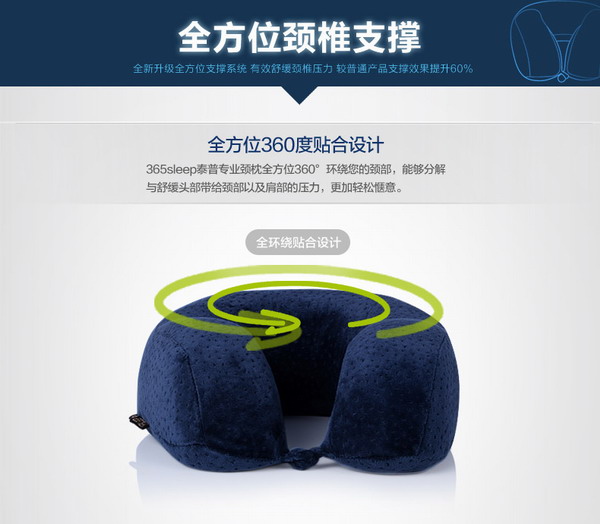 全方位颈椎支撑
全新升级全方位支撑系统 有效舒缓颈椎压力 较普通产品支撑效果提升60%
全方位360度贴合设计
365sleep泰普专业颈枕全方位360°环绕您的颈部，能够分解
与舒缓头部带给颈部以及肩部的压力，更加轻松惬意。
全环绕贴合设计